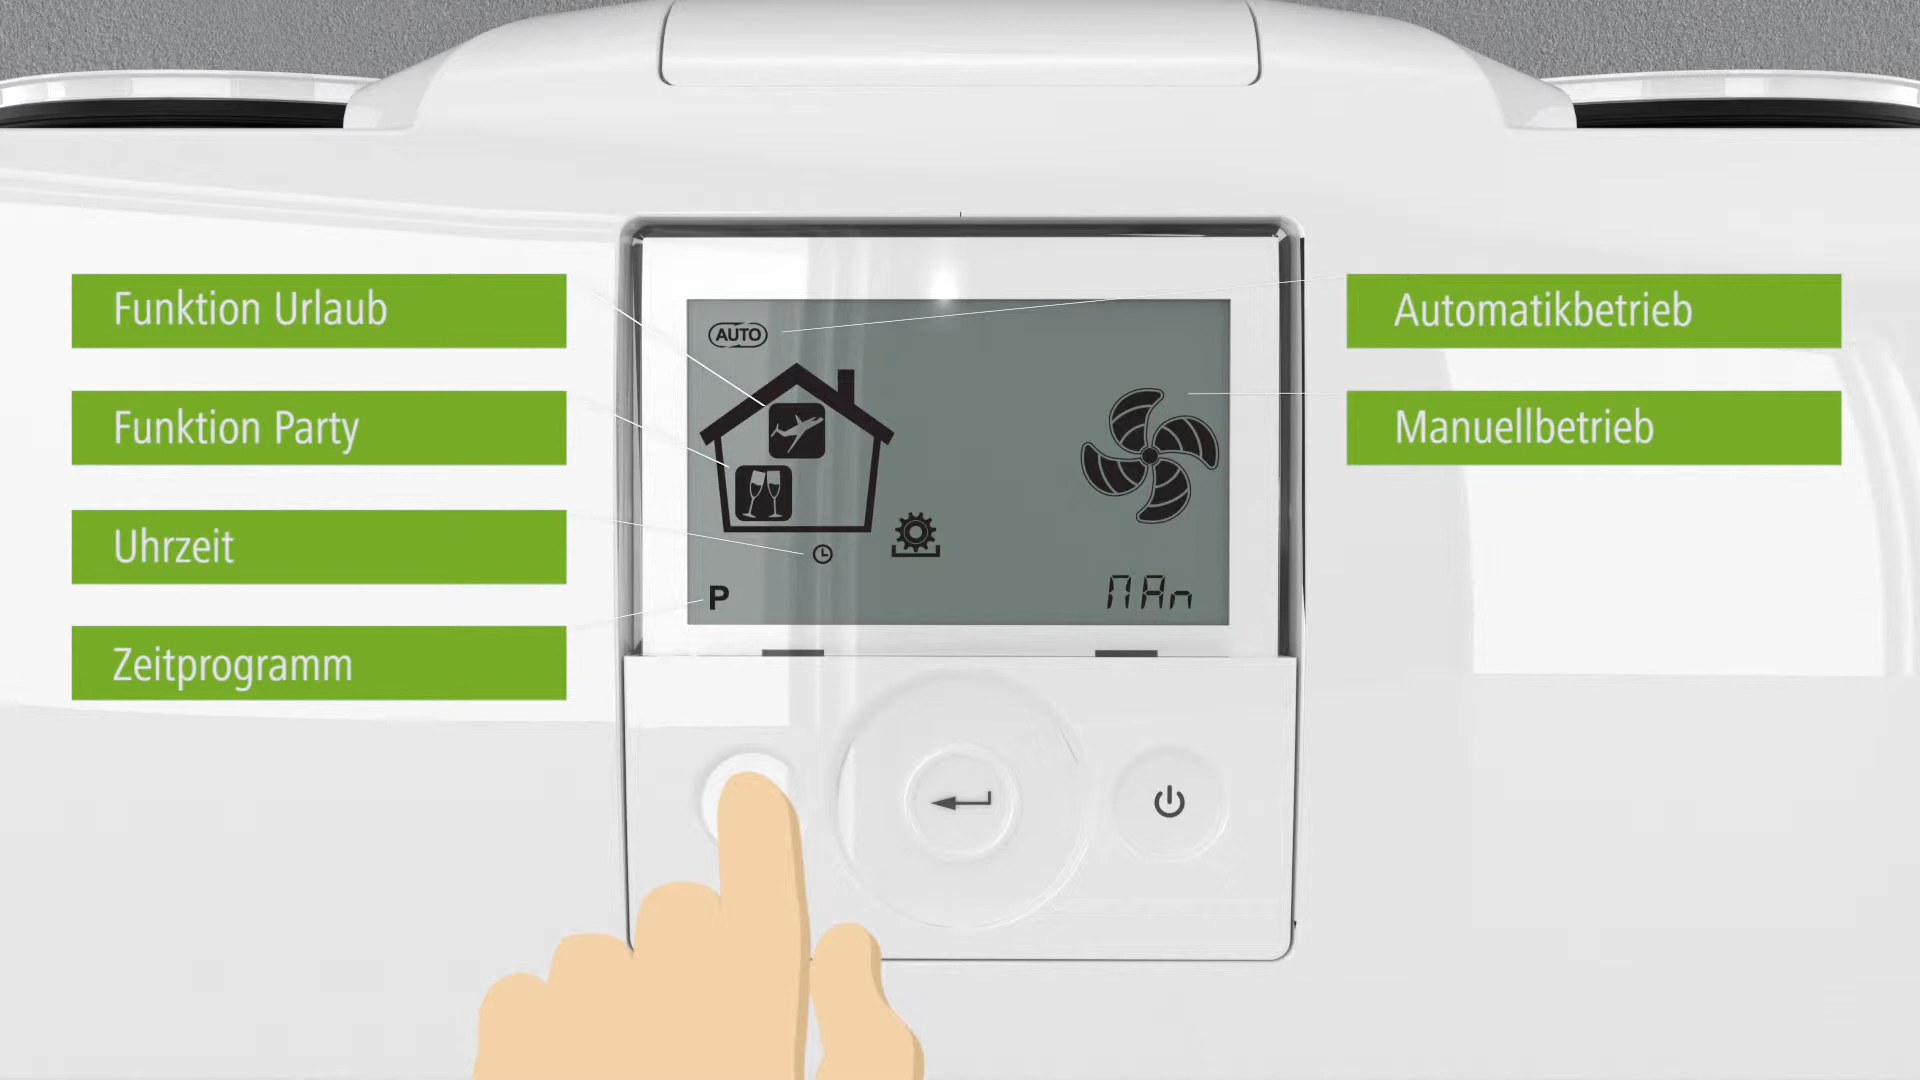 Funktion Urlaub
Funktion Party
Uhrzeit
Zeitprogramm
AUTO
P
MAn
Automatikbetrieb
Manuellbetrieb